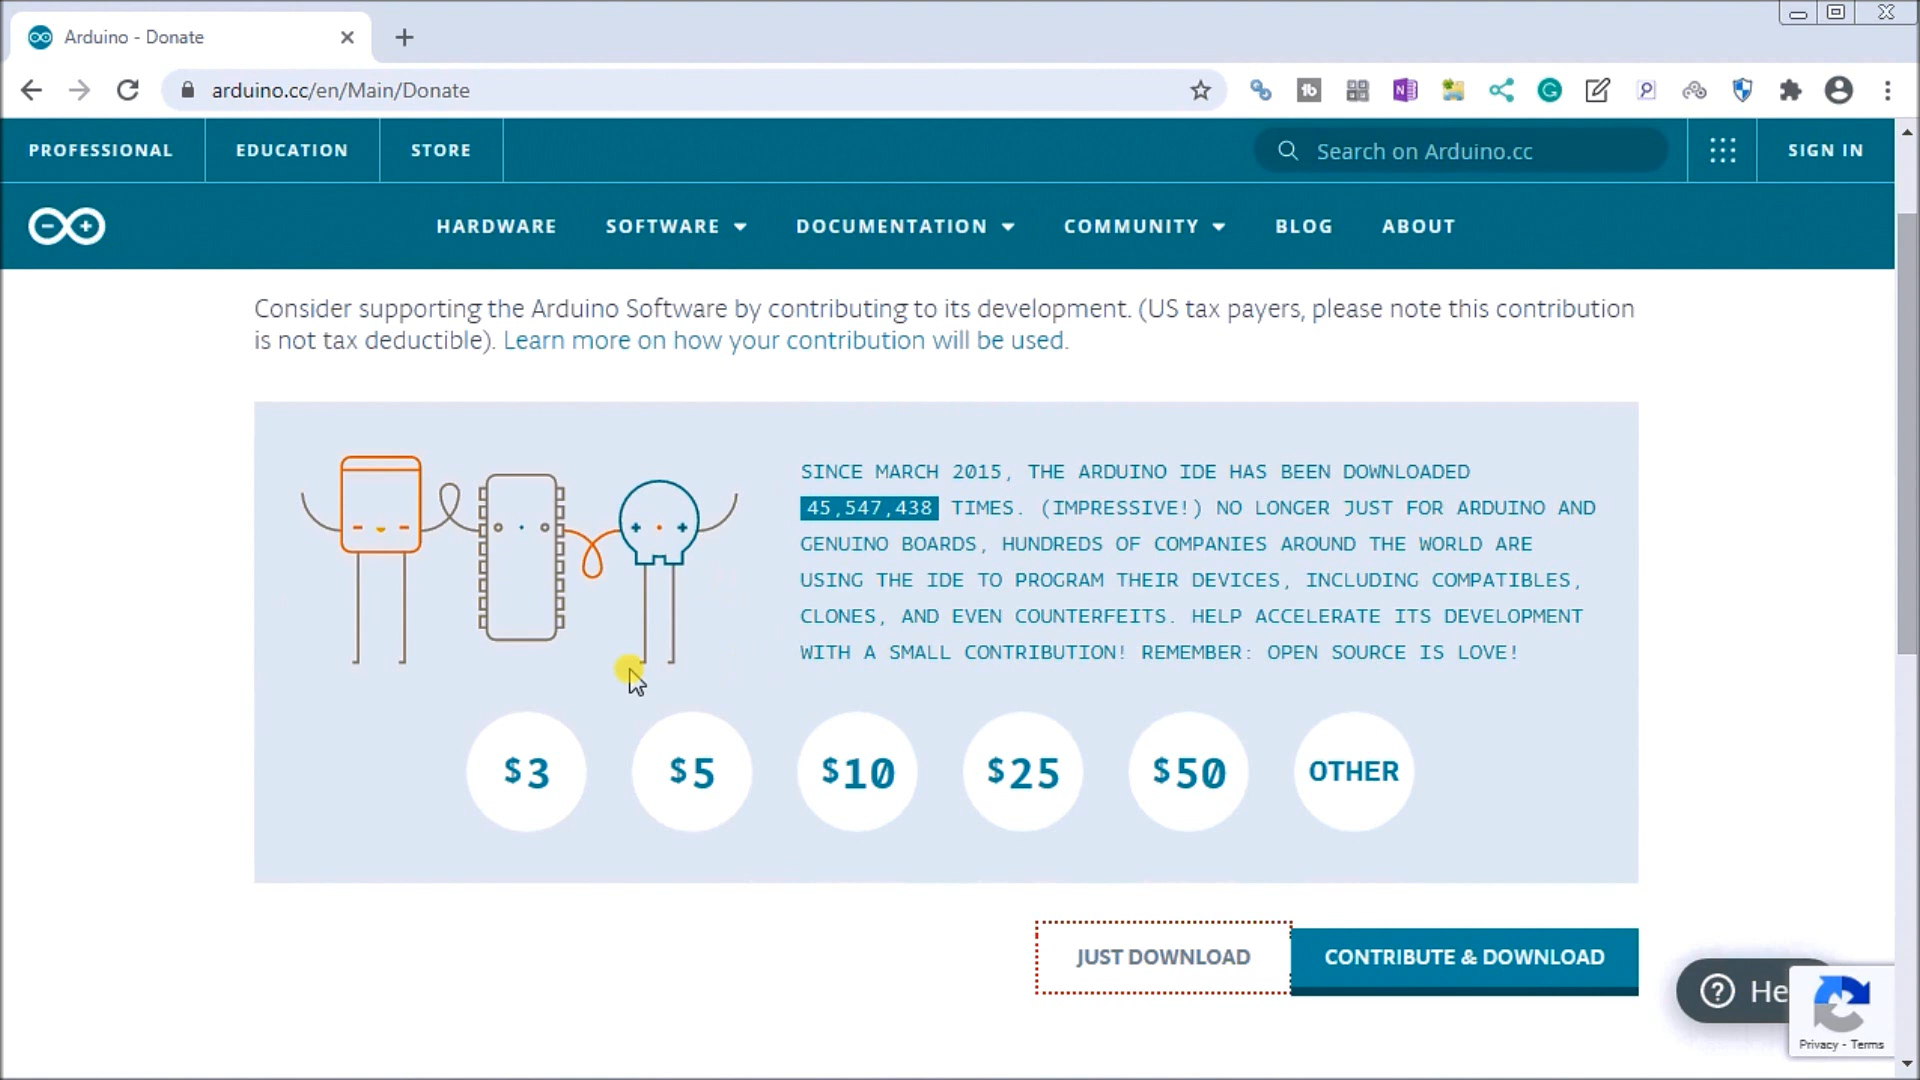 Arduino - Donate
arduino.cc/en/Main/Donate
PROFESSIONAL
EDUCATION
STORE
Search on Arduino.cc
SIGN IN
HARDWARE
SOFTWARE
DOCUMENTATION
COMMUNITY
BLOG
ABOUT
Consider supporting the Arduino Software by contributing to its development. (US tax payers, please note this contribution
is not tax deductible). Learn more on how your contribution will be used.
SINCE MARCH 2015, THE ARDUINO IDE HAS BEEN DOWNLOADED
45,547,438 TIMES. (IMPRESSIVE!) NO LONGER JUST FOR ARDUINO AND
GENUINO BOARDS, HUNDREDS OF COMPANIES AROUND THE WORLD ARE
USING THE IDE TO PROGRAM THEIR DEVICES, INCLUDING COMPATIBLES,
CLONES, AND EVEN COUNTERFEITS. HELP ACCELERATE ITS DEVELOPMENT
WITH A SMALL CONTRIBUTION! REMEMBER: OPEN SOURCE IS LOVE!
$3
$5
$10
$25
$50
OTHER
JUST DOWNLOAD
CONTRIBUTE & DOWNLOAD
He
Privacy - Terms